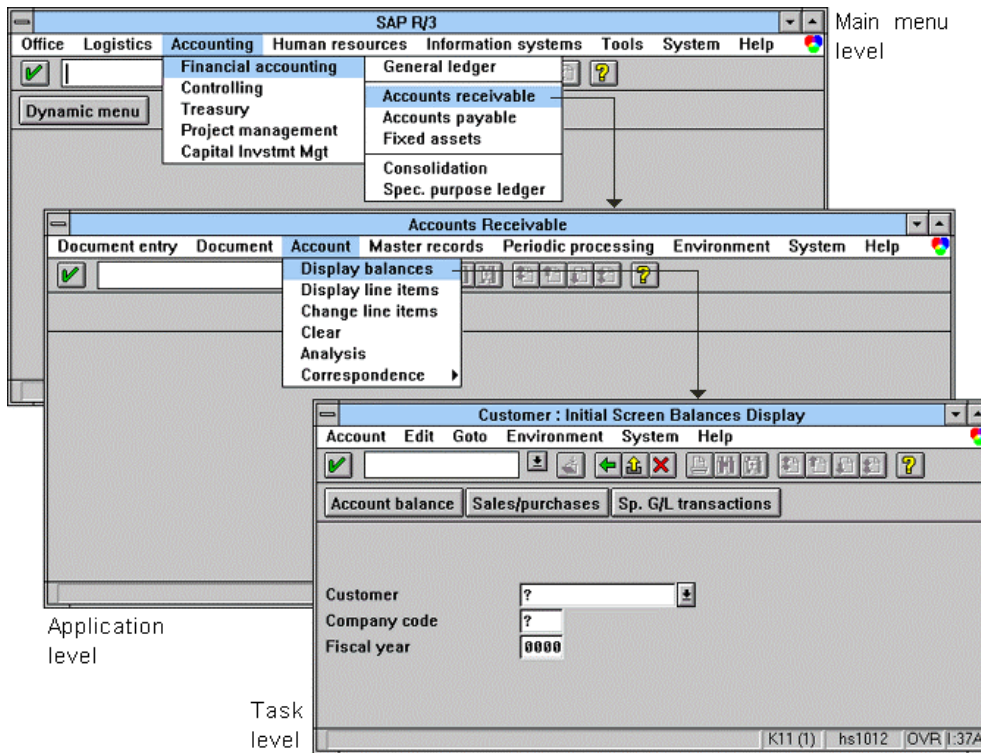 SAP R/3
Main menu
level
Office Logistics Accounting Human resources Information systems Tools System Help
Financial accounting
Controlling
Treasury
Project management
Capital Invstmt Mgt
General ledger
Accounts receivable
Accounts payable
Fixed assets
Consolidation
Spec. purpose ledger
?
Dynamic menu
Accounts Receivable
Document entry Document Account Master records Periodic processing Environment System Help
Display balances
Display line items
Change line items
Clear
Analysis
Correspondence
?
Application
level
Customer : Initial Screen Balances Display
Account Edit Goto Environment System Help
?
Account balance Sales/purchases Sp. G/L transactions
Customer ?
Company code ?
Fiscal year 0000
Task
level
K11 (1) hs1012 OVR 1:37A